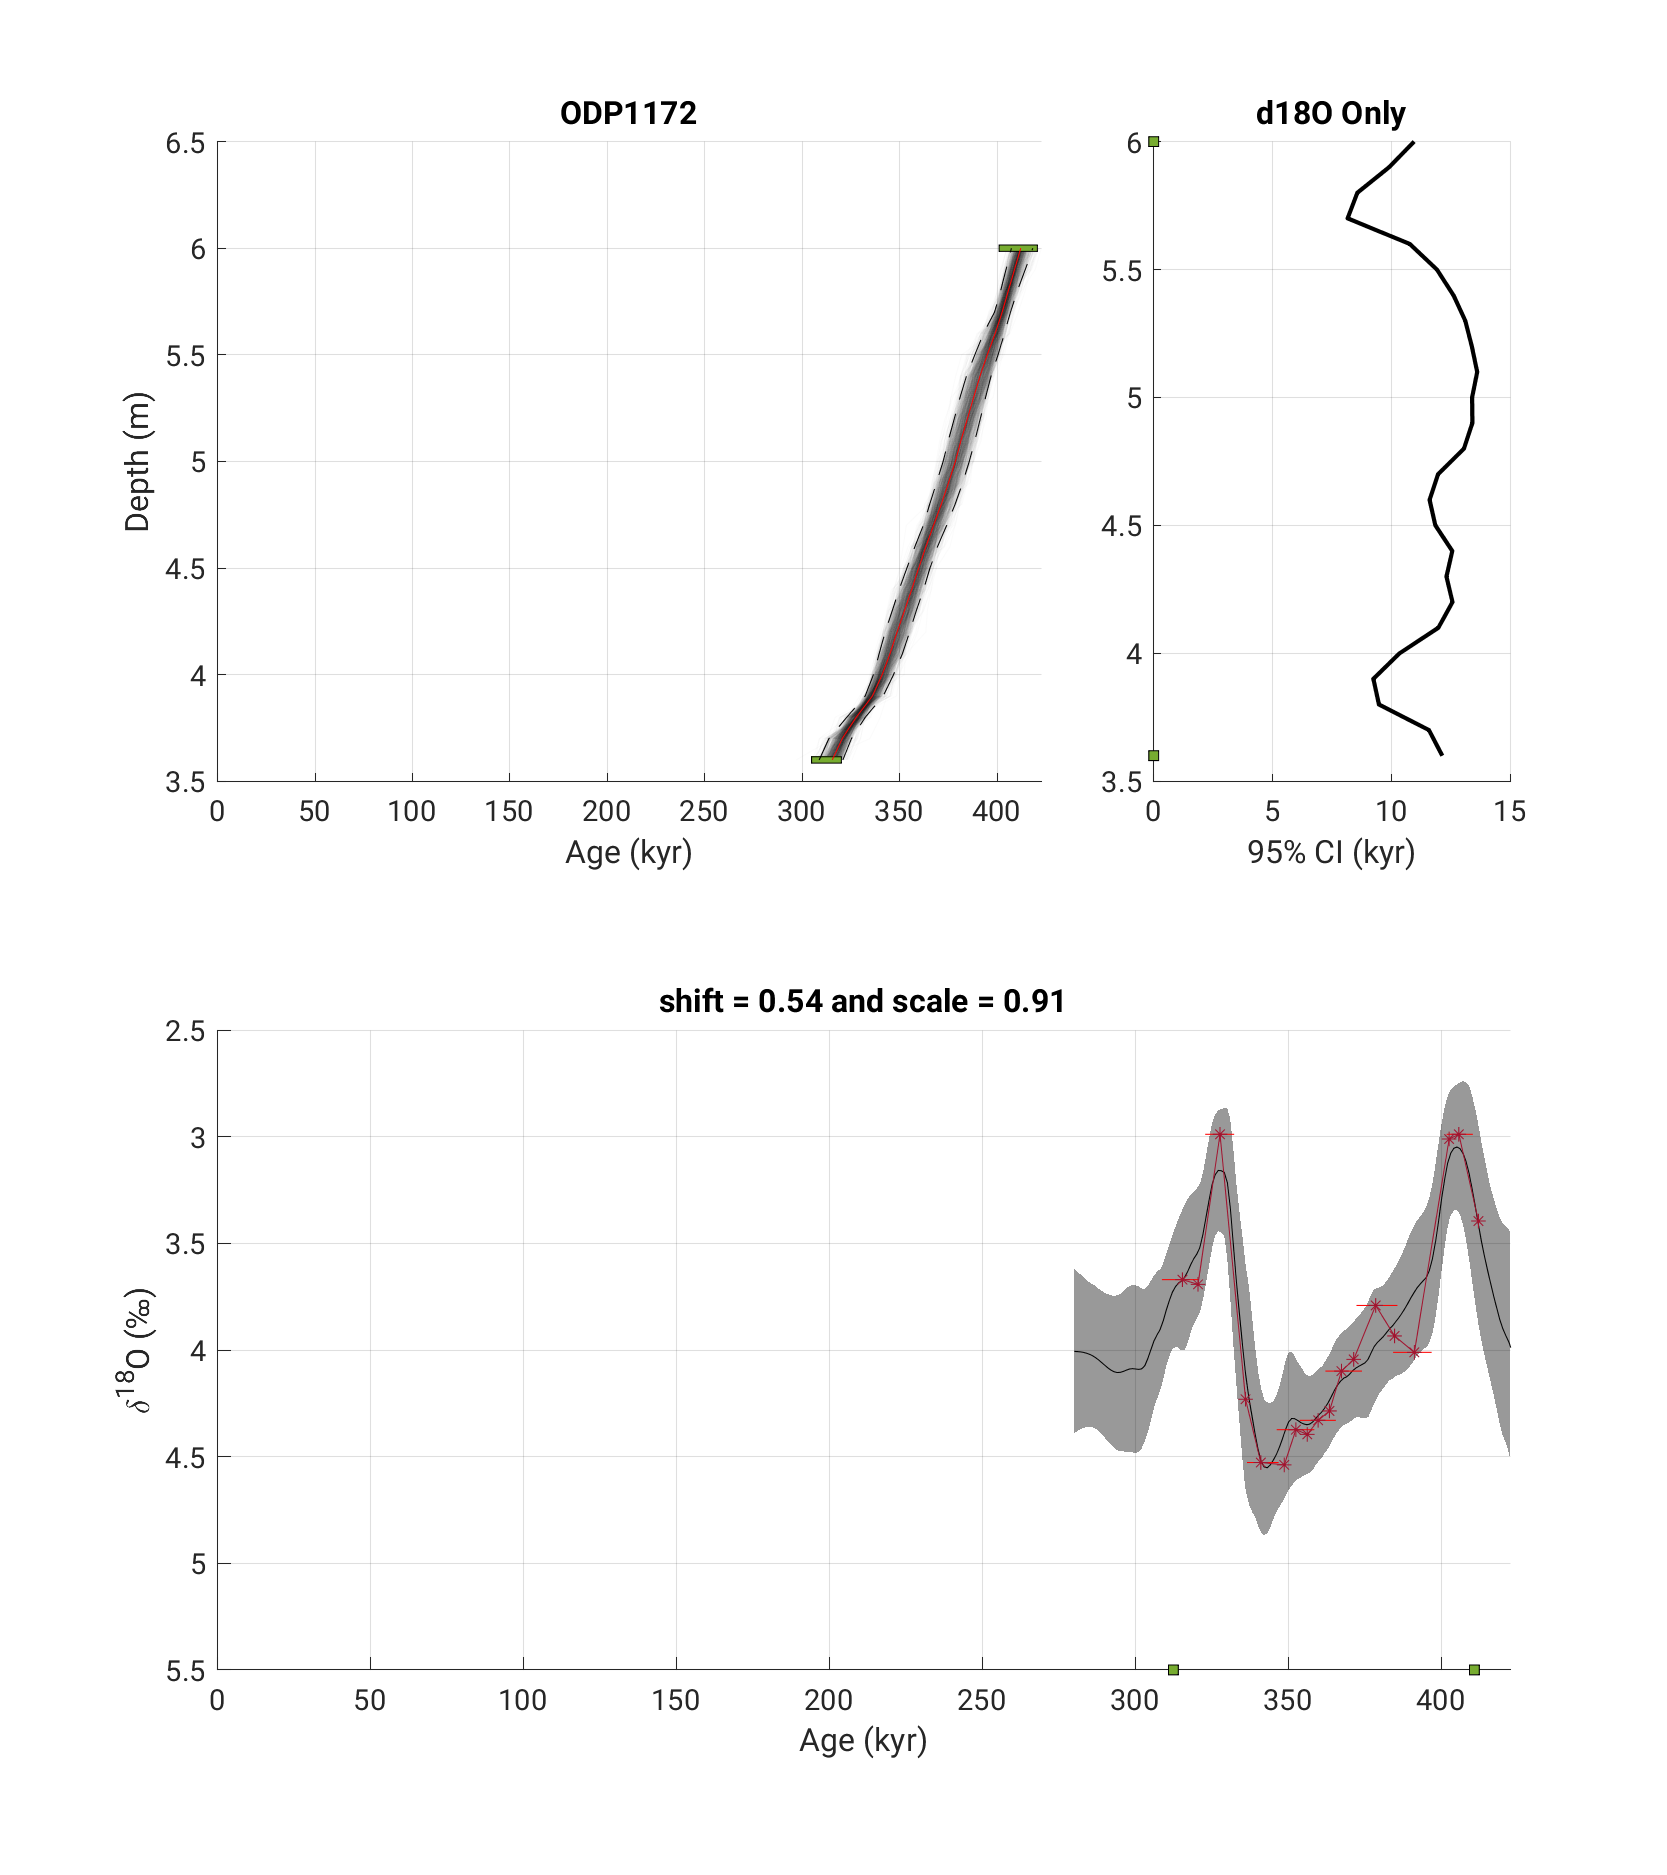 ODP1172
6.5
6
5.5
5
4.5
4
3.5
Depth (m)
0 50 100 150 200 250 300 350 400
Age (kyr)
d18O Only
6
5.5
5
4.5
4
3.5
0 5 10 15
95% CI (kyr)
shift = 0.54 and scale = 0.91
2.5
3
3.5
4
4.5
5
5.5
δ18O (‰)
0 50 100 150 200 250 300 350 400
Age (kyr)